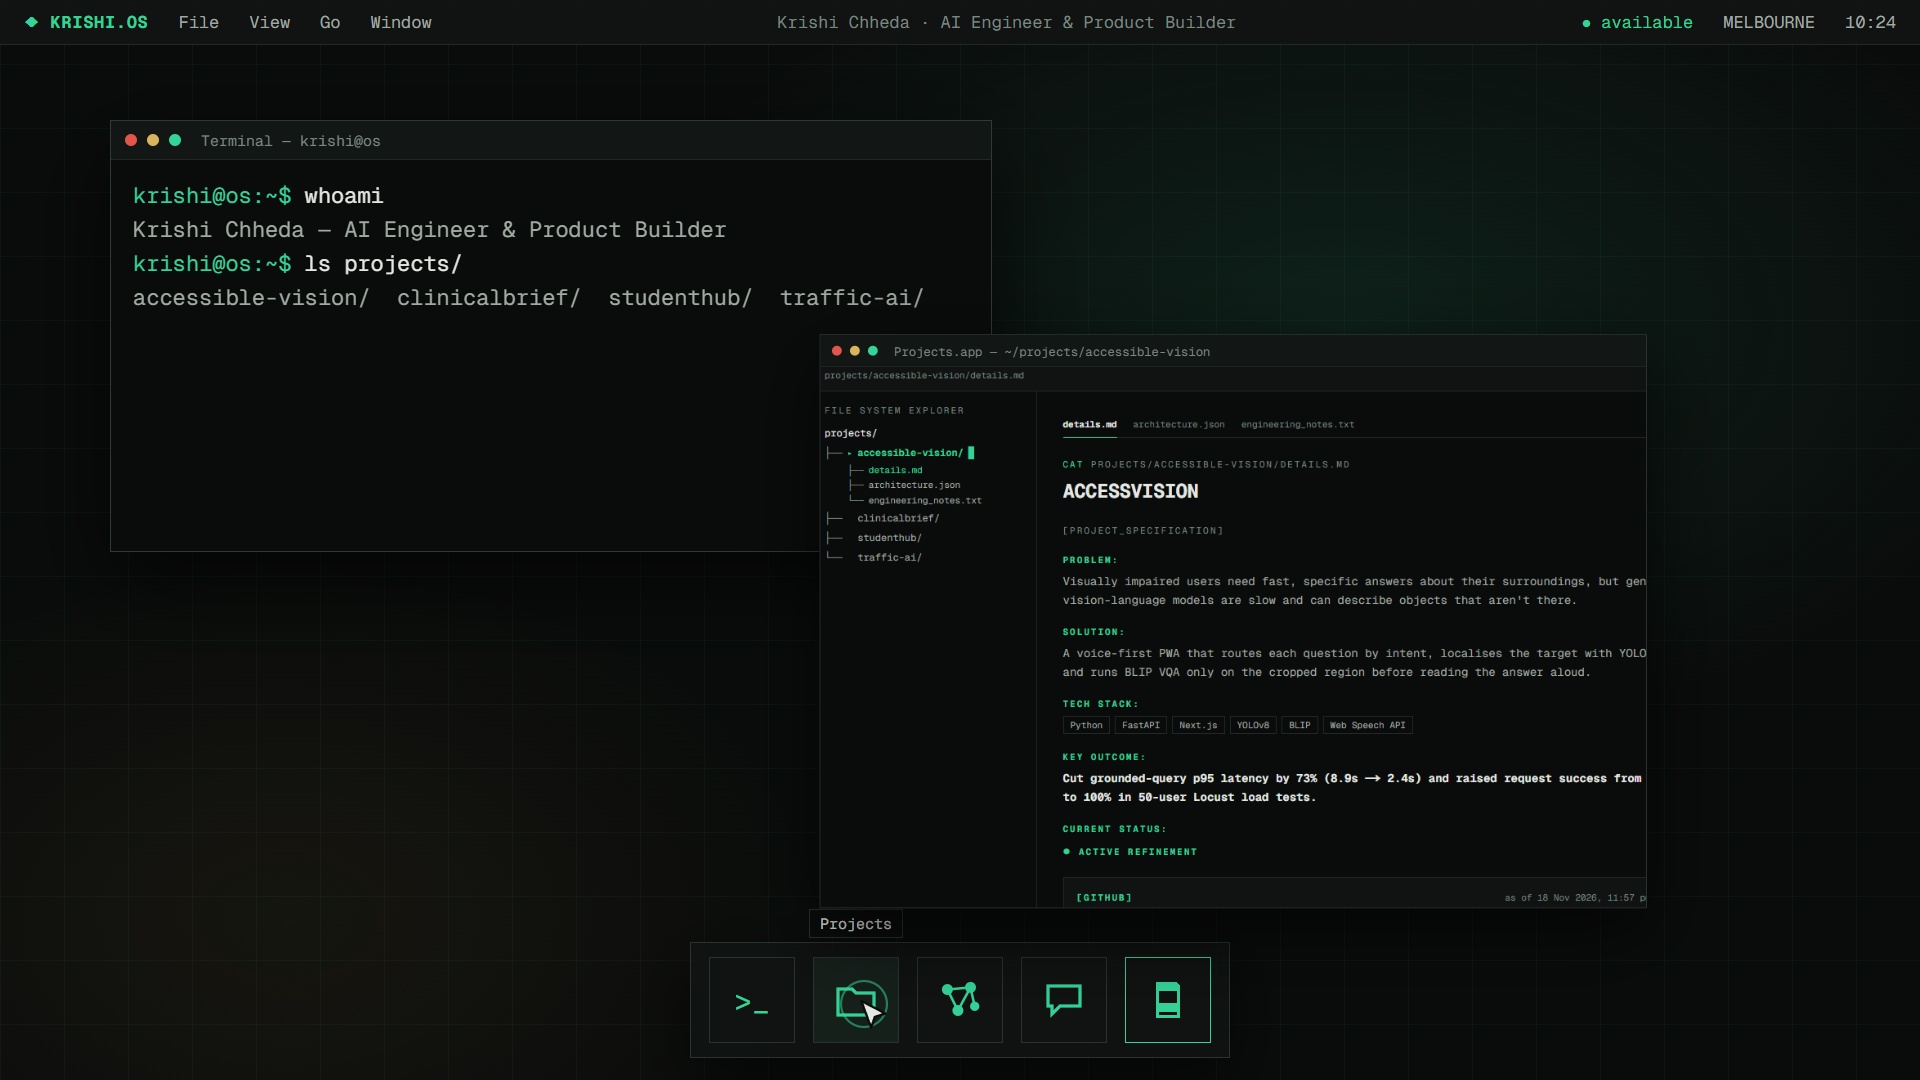 KRISHI.OS File View Go Window
Krishi Chheda · AI Engineer & Product Builder
available MELBOURNE 10:24
Terminal — krishi@os
krishi@os:~$ whoami
Krishi Chheda — AI Engineer & Product Builder
krishi@os:~$ ls projects/
accessible-vision/ clinicalbrief/ studenthub/ traffic-ai/
Projects.app — ~/projects/accessible-vision
projects/accessible-vision/details.md
FILE SYSTEM EXPLORER
projects/
accessible-vision/
details.md
architecture.json
engineering_notes.txt
clinicalbrief/
studenthub/
traffic-ai/
details.md architecture.json engineering_notes.txt
CAT PROJECTS/ACCESSIBLE-VISION/DETAILS.MD
ACCESSVISION
[PROJECT_SPECIFICATION]
PROBLEM:
Visually impaired users need fast, specific answers about their surroundings, but gen
vision-language models are slow and can describe objects that aren't there.
SOLUTION:
A voice-first PWA that routes each question by intent, localises the target with YOLO
and runs BLIP VQA only on the cropped region before reading the answer aloud.
TECH STACK:
Python FastAPI Next.js YOLOv8 BLIP Web Speech API
KEY OUTCOME:
Cut grounded-query p95 latency by 73% (8.9s → 2.4s) and raised request success from
to 100% in 50-user Locust load tests.
CURRENT STATUS:
ACTIVE REFINEMENT
[GITHUB] as of 18 Nov 2026, 11:57 p
Projects
>_